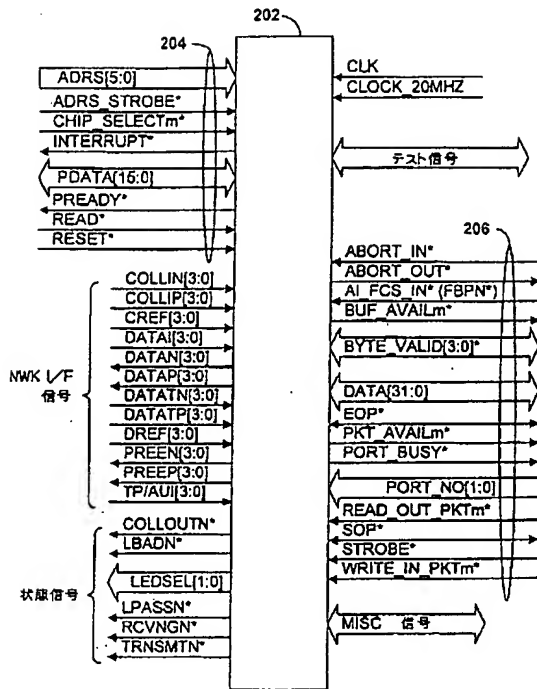 202
204
ADRS[5:0]
ADRS_STROBE*
CHIP_SELECTm*
INTERRUPT*
PDATA[15:0]
PREADY*
READ*
RESET*
CLK
CLOCK_20MHZ
テスト信号
206
ABORT_IN*
ABORT_OUT*
AI_FCS_IN* (FBPN*)
BUF_AVAILm*
BYTE_VALID[3:0]*
DATA[31:0]
EOP*
PKT_AVAILm*
PORT_BUSY*
PORT_NO[1:0]
READ_OUT_PKTm*
SOP*
STROBE*
WRITE_IN_PKTm*
MISC 信号
NWK I/F
信号
COLLIN[3:0]
COLLIP[3:0]
CREF[3:0]
DATAI[3:0]
DATAN[3:0]
DATAP[3:0]
DATATN[3:0]
DATATP[3:0]
DREF[3:0]
PREEN[3:0]
PREEP[3:0]
TP/AUI[3:0]
状態信号
COLLOUTN*
LBADN*
LEDSEL[1:0]
LPASSN*
RCVNGN*
TRNSMTN*